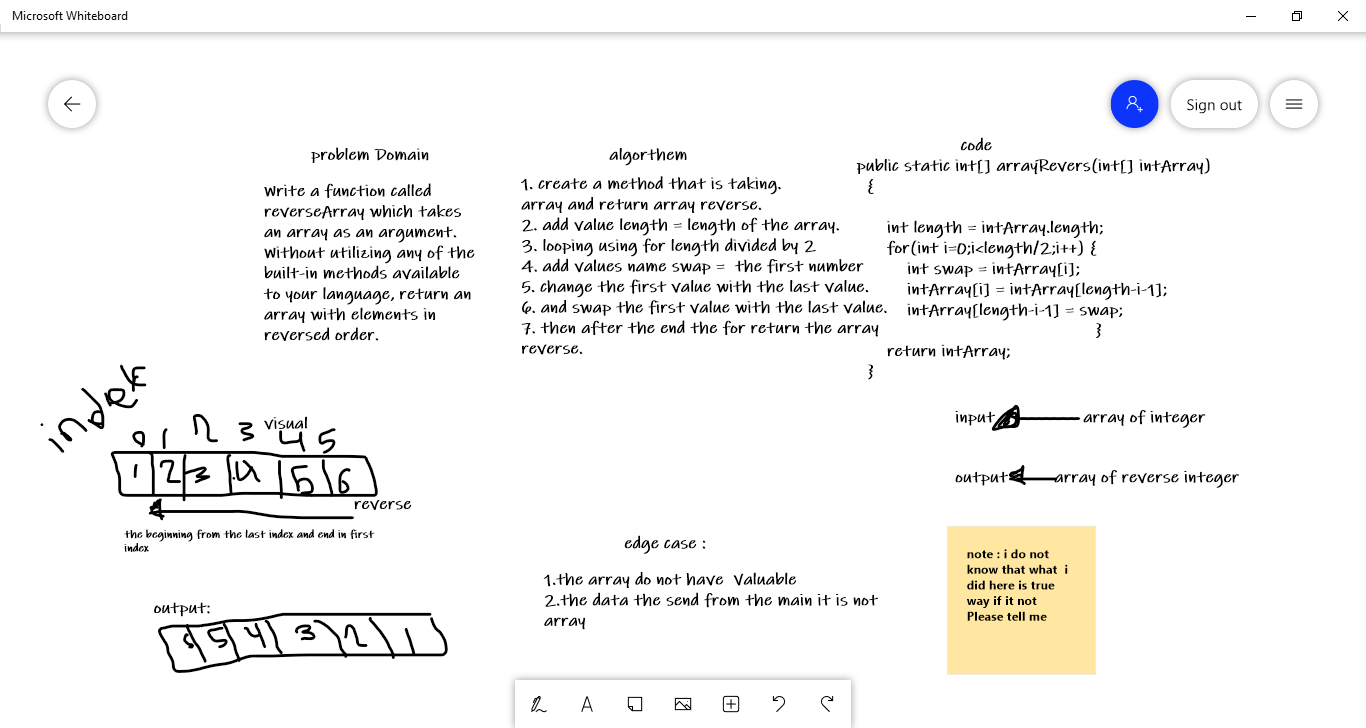 Microsoft Whiteboard
Sign out
problem Domain
Write a function called
reverseArray which takes
an array as an argument.
Without utilizing any of the
built-in methods available
to your language, return an
array with elements in
reversed order.
algorthem
1. create a method that is taking.
array and return array reverse.
2. add value length = length of the array.
3. looping using for length divided by 2
4. add values name swap = the first number
5. change the first value with the last value.
6. and swap the first value with the last value.
7. then after the end the for return the array
reverse.
code
public static int[] arrayRevers(int[] intArray)
{
int length = intArray.length;
for(int i=0;i<length/2;i++) {
int swap = intArray[i];
intArray[i] = intArray[length-i-1];
intArray[length-i-1] = swap;
}
return intArray;
}
index
visual
0 1 2 3 4 5
1 2 3 4 5 6
reverse
the beginning from the last index and end in first
index
output:
6 5 4 3 2 1
edge case :
1.the array do not have Valuable
2.the data the send from the main it is not
array
input array of integer
output array of reverse integer
note : i do not
know that what i
did here is true
way if it not
Please tell me
A